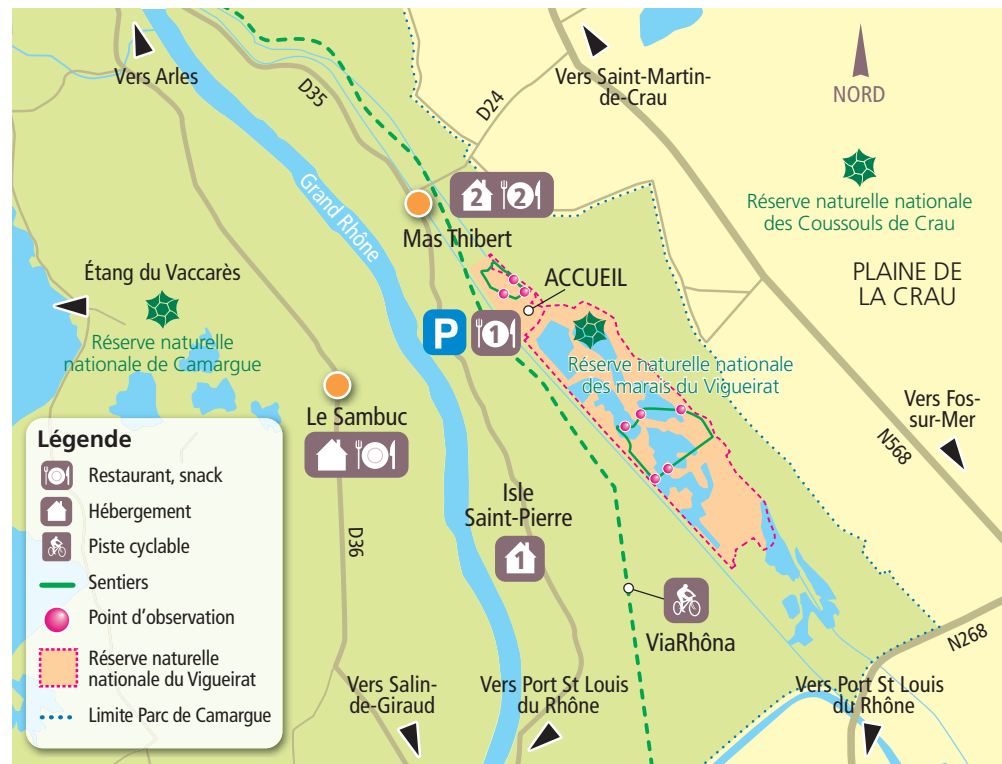 Vers Arles
D35
D24
Vers Saint-Martin-
de-Crau
NORD
Grand Rhône
2
2
Mas Thibert
Réserve naturelle nationale
des Coussouls de Crau
Étang du Vaccarès
ACCUEIL
PLAINE DE
LA CRAU
P
1
Réserve naturelle
nationale de Camargue
Réserve naturelle nationale
des marais du Vigueirat
Le Sambuc
Vers Fos-
sur-Mer
N568
Isle
Saint-Pierre
1
D36
ViaRhôna
N268
Vers Salin-
de-Giraud
Vers Port St Louis
du Rhône
Vers Port St Louis
du Rhône
Légende
Restaurant, snack
Hébergement
Piste cyclable
Sentiers
Point d'observation
Réserve naturelle
nationale du Vigueirat
Limite Parc de Camargue